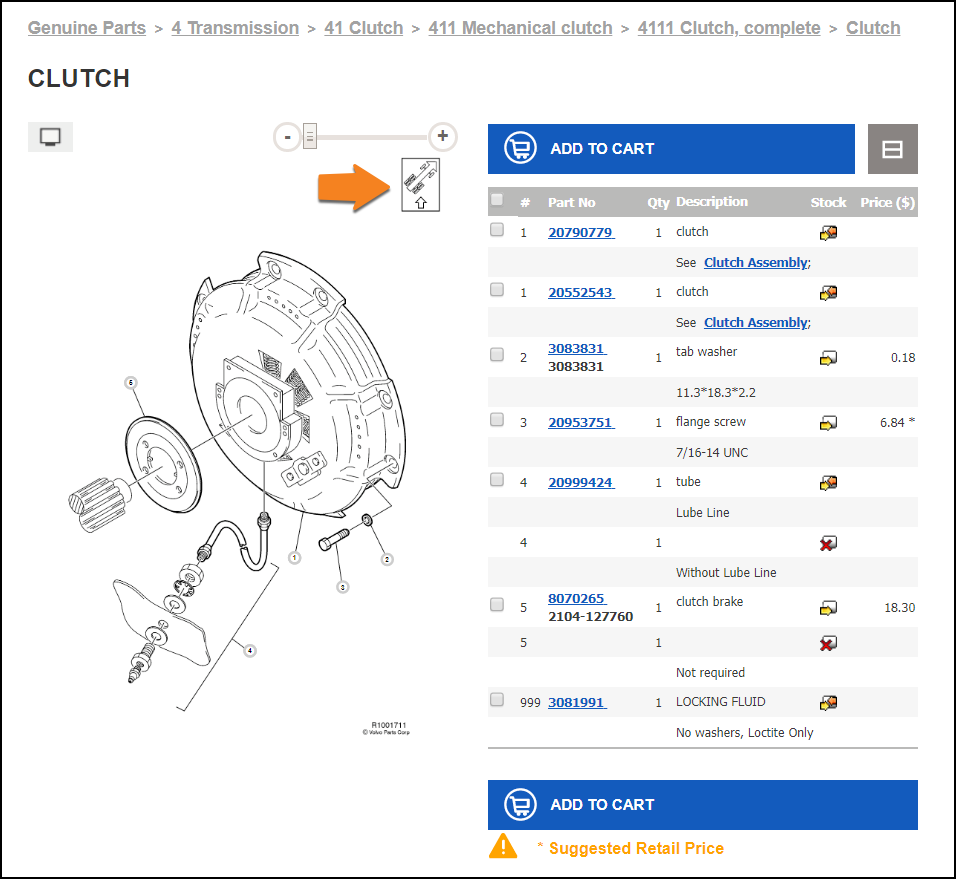 Genuine Parts > 4 Transmission > 41 Clutch > 411 Mechanical clutch > 4111 Clutch, complete > Clutch
CLUTCH
- +
ADD TO CART
# Part No Qty Description Stock Price ($)
1 20790779 1 clutch
See Clutch Assembly;
1 20552543 1 clutch
See Clutch Assembly;
2 3083831 1 tab washer 0.18
3083831
11.3*18.3*2.2
3 20953751 1 flange screw 6.84 *
7/16-14 UNC
4 20999424 1 tube
Lube Line
4 1
Without Lube Line
5 8070265 1 clutch brake 18.30
2104-127760
5 1
Not required
999 3081991 1 LOCKING FLUID
No washers, Loctite Only
5
1
2
3
4
R1001711
© Volvo Parts Corp
ADD TO CART
* Suggested Retail Price